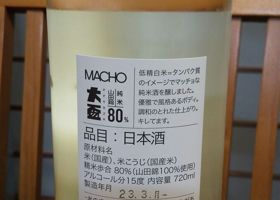 MACHO
純米
山田錦
80%
低精白米=タンパク質
のイメージでマッチョな
純米酒を醸しました。
優雅で風格あるボディ。
調和のとれた仕上がり。
キレてます。
品目：日本酒
原材料名
米(国産)、米こうじ(国産米)
精米歩合 80%(山田錦100%使用)
アルコール分15度 内容量 720ml
製造年月
23.3.月